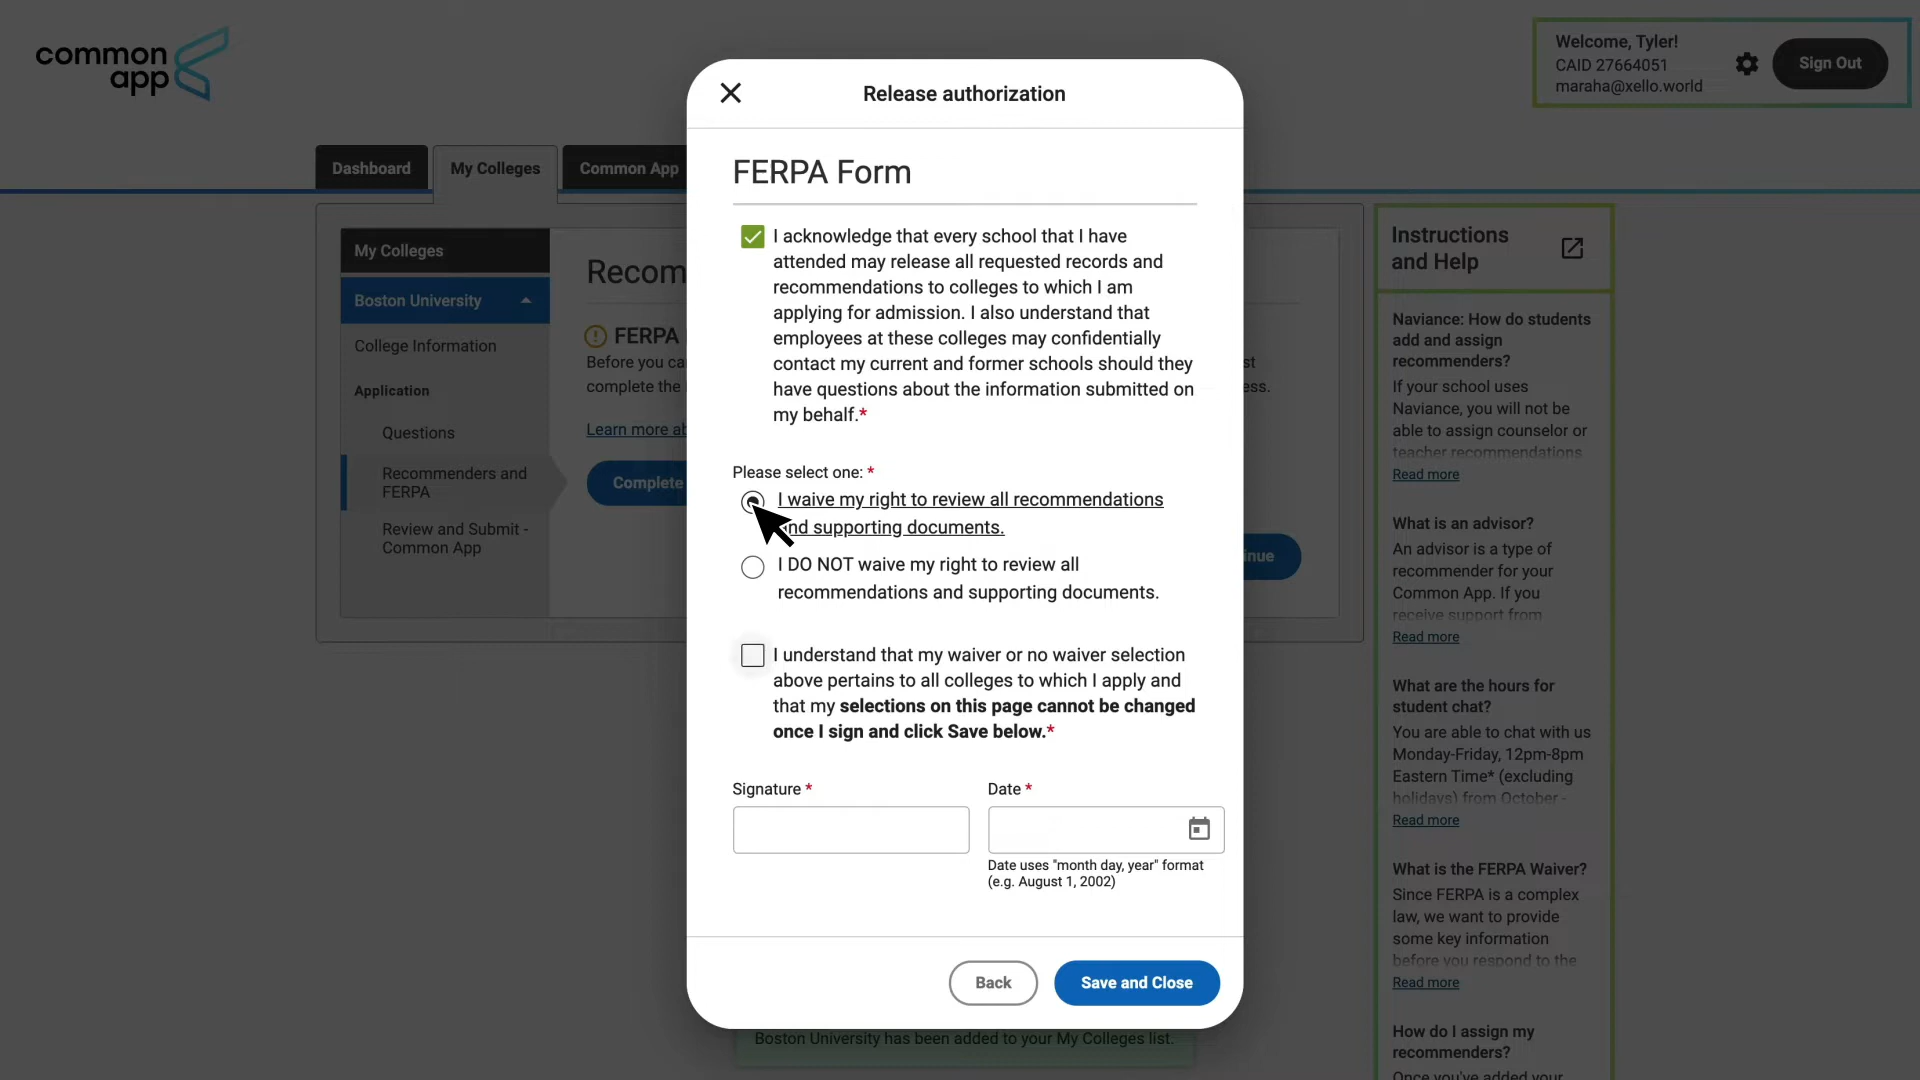 common
app
Welcome, Tyler!
CAID 27664051
maraha@xello.world
Sign Out
Dashboard
My Colleges
Common App
My Colleges
Boston University
College Information
Application
Questions
Recommenders and
FERPA
Review and Submit -
Common App
Recom
FERPA
Before you ca
complete the
Learn more ab
Complete
st
ess.
nue
Release authorization
FERPA Form
I acknowledge that every school that I have
attended may release all requested records and
recommendations to colleges to which I am
applying for admission. I also understand that
employees at these colleges may confidentially
contact my current and former schools should they
have questions about the information submitted on
my behalf.*
Please select one: *
I waive my right to review all recommendations
nd supporting documents.
I DO NOT waive my right to review all
recommendations and supporting documents.
I understand that my waiver or no waiver selection
above pertains to all colleges to which I apply and
that my selections on this page cannot be changed
once I sign and click Save below.*
Signature *
Date *
Date uses "month day, year" format
(e.g. August 1, 2002)
Back
Save and Close
Boston University has been added to your My Colleges list.
Instructions
and Help
Naviance: How do students
add and assign
recommenders?
If your school uses
Naviance, you will not be
able to assign counselor or
teacher recommendations
Read more
What is an advisor?
An advisor is a type of
recommender for your
Common App. If you
receive support from
Read more
What are the hours for
student chat?
You are able to chat with us
Monday-Friday, 12pm-8pm
Eastern Time* (excluding
holidays) from October -
Read more
What is the FERPA Waiver?
Since FERPA is a complex
law, we want to provide
some key information
before you respond to the
Read more
How do I assign my
recommenders?
Once you've added your